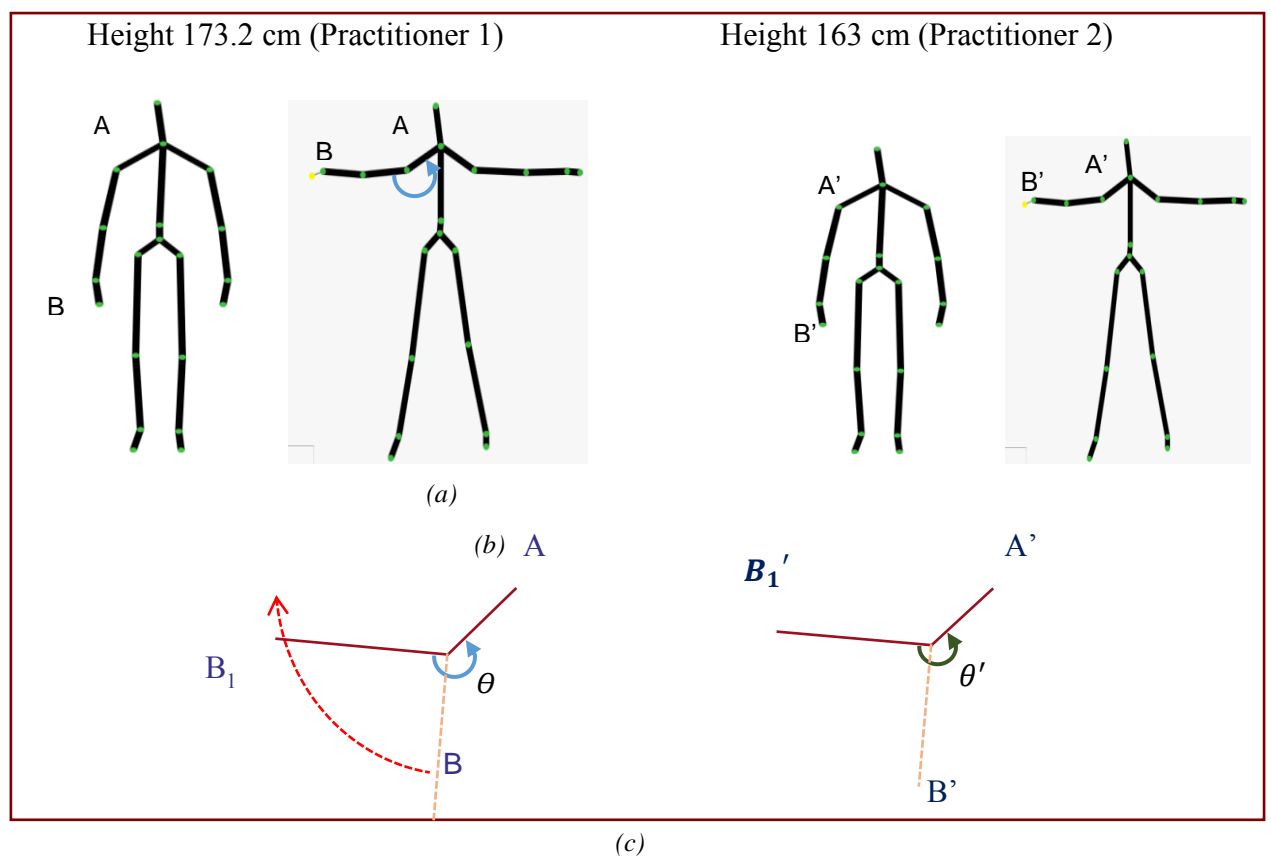 Height 173.2 cm (Practitioner 1)
Height 163 cm (Practitioner 2)
A
B
A
B
A’
B’
A’
B’
(a)
(b)
A
B₁
θ
B
A’
B₁′
θ′
B’
(c)